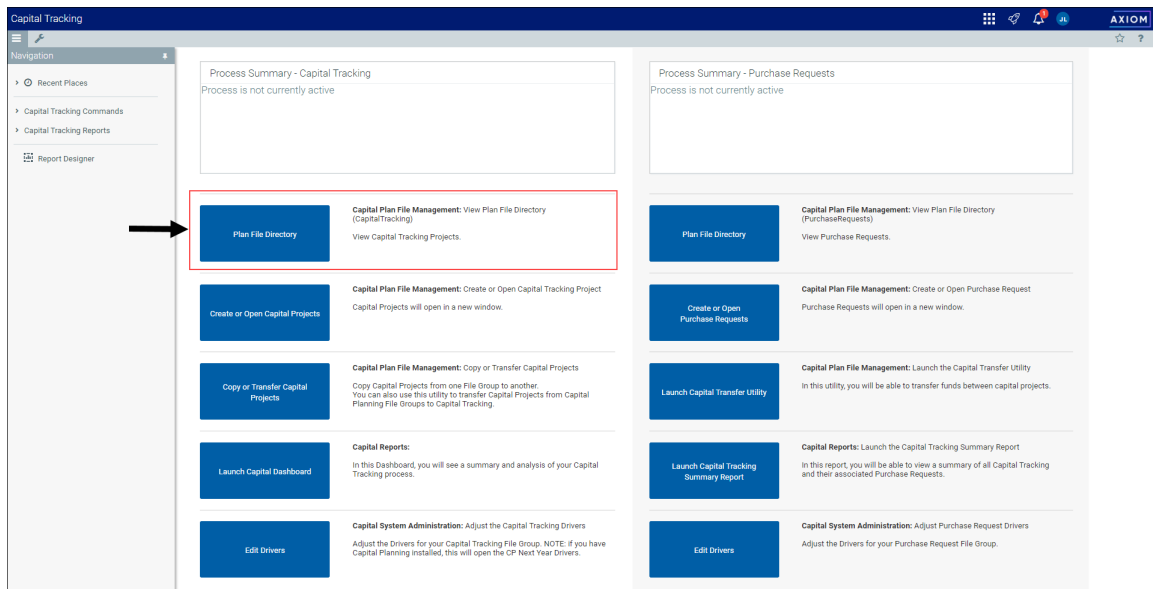 Capital Tracking
1
JL
AXIOM
?
Navigation
Recent Places
Capital Tracking Commands
Capital Tracking Reports
Report Designer
Process Summary - Capital Tracking
Process is not currently active
Process Summary - Purchase Requests
Process is not currently active
Plan File Directory
Capital Plan File Management: View Plan File Directory
(CapitalTracking)
View Capital Tracking Projects.
Plan File Directory
Capital Plan File Management: View Plan File Directory
(PurchaseRequests)
View Purchase Requests.
Create or Open Capital Projects
Capital Plan File Management: Create or Open Capital Tracking Project
Capital Projects will open in a new window.
Create or Open
Purchase Requests
Capital Plan File Management: Create or Open Purchase Request
Purchase Requests will open in a new window.
Copy or Transfer Capital
Projects
Capital Plan File Management: Copy or Transfer Capital Projects
Copy Capital Projects from one File Group to another.
You can also use this utility to transfer Capital Projects from Capital
Planning File Groups to Capital Tracking.
Launch Capital Transfer Utility
Capital Plan File Management: Launch the Capital Transfer Utility
In this utility, you will be able to transfer funds between capital projects.
Launch Capital Dashboard
Capital Reports:
In this Dashboard, you will see a summary and analysis of your Capital
Tracking process.
Launch Capital Tracking
Summary Report
Capital Reports: Launch the Capital Tracking Summary Report
In this report, you will be able to view a summary of all Capital Tracking
and their associated Purchase Requests.
Edit Drivers
Capital System Administration: Adjust the Capital Tracking Drivers
Adjust the Drivers for your Capital Tracking File Group. NOTE: if you have
Capital Planning installed, this will open the CP Next Year Drivers.
Edit Drivers
Capital System Administration: Adjust Purchase Request Drivers
Adjust the Drivers for your Purchase Request File Group.